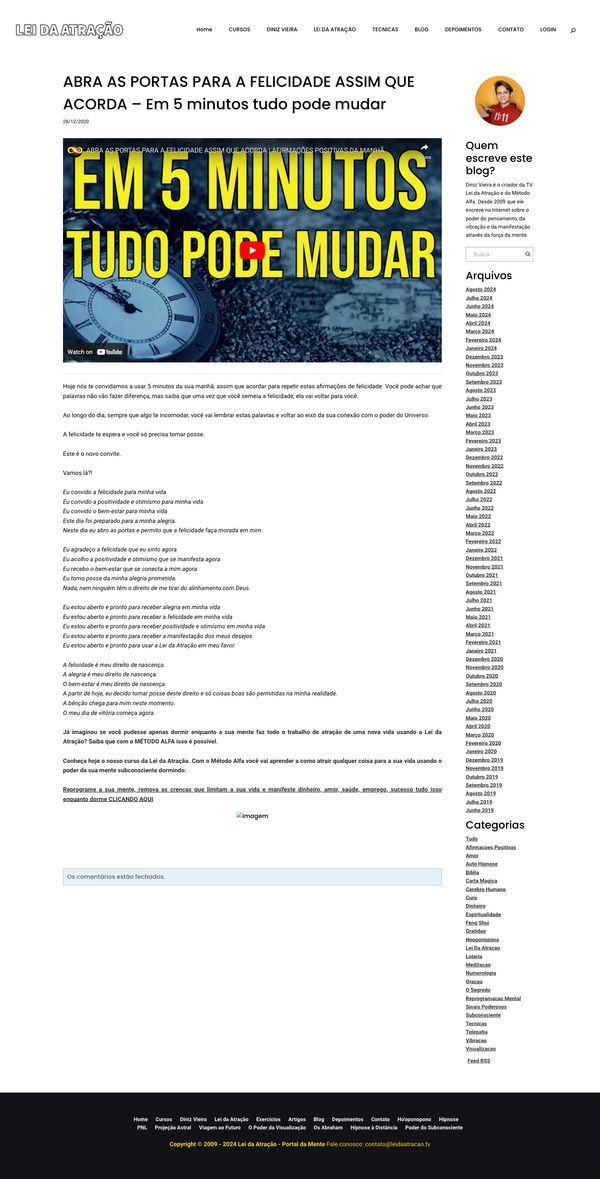 LEI DA ATRAÇÃO
Home CURSOS DINIZ VIEIRA LEI DA ATRAÇÃO TECNICAS BLOG DEPOIMENTOS CONTATO LOGIN
ABRA AS PORTAS PARA A FELICIDADE ASSIM QUE
ACORDA – Em 5 minutos tudo pode mudar
28/12/2020
ABRA AS PORTAS PARA A FELICIDADE ASSIM QUE ACORDA | AFIRMAÇÕES POSITIVAS DA MANHÃ
Share
EM 5 MINUTOS
TUDO PODE MUDAR
Watch on YouTube
Hoje nós te convidamos a usar 5 minutos da sua manhã, assim que acordar para repetir estas afirmações de felicidade. Você pode achar que
palavras não vão fazer diferença, mas saiba que uma vez que você semeia a felicidade, ela vai voltar para você.
Ao longo do dia, sempre que algo te incomodar, você vai lembrar estas palavras e voltar ao eixo da sua conexão com o poder do Universo.
A felicidade te espera e você só precisa tomar posse.
Este é o novo convite.
Vamos lá?!
Eu convido a felicidade para minha vida
Eu convido a positividade e otimismo para minha vida
Eu convido o bem-estar para minha vida
Este dia foi preparado para a minha alegria.
Neste dia eu abro as portas e permito que a felicidade faça morada em mim.
Eu agradeço a felicidade que eu sinto agora
Eu acolho a positividade e otimismo que se manifesta agora
Eu recebo o bem-estar que se conecta a mim agora
Eu tomo posse da minha alegria prometida.
Nada, nem ninguém têm o direito de me tirar do alinhamento com Deus.
Eu estou aberto e pronto para receber alegria em minha vida
Eu estou aberto e pronto para receber a felicidade em minha vida
Eu estou aberto e pronto para receber positividade e otimismo em minha vida
Eu estou aberto e pronto para receber a manifestação dos meus desejos
Eu estou aberto e pronto para usar a Lei da Atração em meu favor.
A felicidade é meu direito de nascença.
A alegria é meu direito de nascença.
O bem-estar é meu direito de nascença.
A partir de hoje, eu decido tomar posse deste direito e só coisas boas são permitidas na minha realidade.
A bênção chega para mim neste momento.
O meu dia de vitória começa agora.
Já imaginou se você pudesse apenas dormir enquanto a sua mente faz todo o trabalho de atração de uma nova vida usando a Lei da
Atração? Saiba que com o MÉTODO ALFA isso é possível.
Conheça hoje o nosso curso da Lei da Atração. Com o Método Alfa você vai aprender a como atrair qualquer coisa para a sua vida usando o
poder da sua mente subconsciente dormindo.
Reprograme a sua mente, remova as crenças que limitam a sua vida e manifeste dinheiro, amor, saúde, emprego, sucesso tudo isso
enquanto dorme CLICANDO AQUI
Imagem
Os comentários estão fechados.
11:11
Quem
escreve este
blog?
Diniz Vieira é o criador da TV
Lei da Atração e do Método
Alfa. Desde 2009 que ele
escreve na Internet sobre o
poder do pensamento, da
vibração e da manifestação
através da força da mente.
Busca
Arquivos
Agosto 2024
Julho 2024
Junho 2024
Maio 2024
Abril 2024
Março 2024
Fevereiro 2024
Janeiro 2024
Dezembro 2023
Novembro 2023
Outubro 2023
Setembro 2023
Agosto 2023
Julho 2023
Junho 2023
Maio 2023
Abril 2023
Março 2023
Fevereiro 2023
Janeiro 2023
Dezembro 2022
Novembro 2022
Outubro 2022
Setembro 2022
Agosto 2022
Julho 2022
Junho 2022
Maio 2022
Abril 2022
Março 2022
Fevereiro 2022
Janeiro 2022
Dezembro 2021
Novembro 2021
Outubro 2021
Setembro 2021
Agosto 2021
Julho 2021
Junho 2021
Maio 2021
Abril 2021
Março 2021
Fevereiro 2021
Janeiro 2021
Dezembro 2020
Novembro 2020
Outubro 2020
Setembro 2020
Agosto 2020
Julho 2020
Junho 2020
Maio 2020
Abril 2020
Março 2020
Fevereiro 2020
Janeiro 2020
Dezembro 2019
Novembro 2019
Outubro 2019
Setembro 2019
Agosto 2019
Julho 2019
Junho 2019
Categorias
Tudo
Afirmacoes Positivas
Amor
Auto Hipnose
Bíblia
Carta Magica
Cerebro Humano
Cura
Dinheiro
Espiritualidade
Feng Shui
Gratidao
Hooponopono
Lei Da Atracao
Loteria
Meditacao
Numerologia
Oracao
O Segredo
Reprogramacao Mental
Sinais Poderosos
Subconsciente
Tecnicas
Telepatia
Vibracao
Visualizacao
Feed RSS
Home Cursos Diniz Vieira Lei da Atração Exercícios Artigos Blog Depoimentos Contato Ho'oponopono Hipnose
PNL Projeção Astral Viagem ao Futuro O Poder da Visualização Os Abraham Hipnose à Distância Poder do Subconsciente
Copyright © 2009 - 2024 Lei da Atração - Portal da Mente Fale conosco: contato@leidaatracao.tv